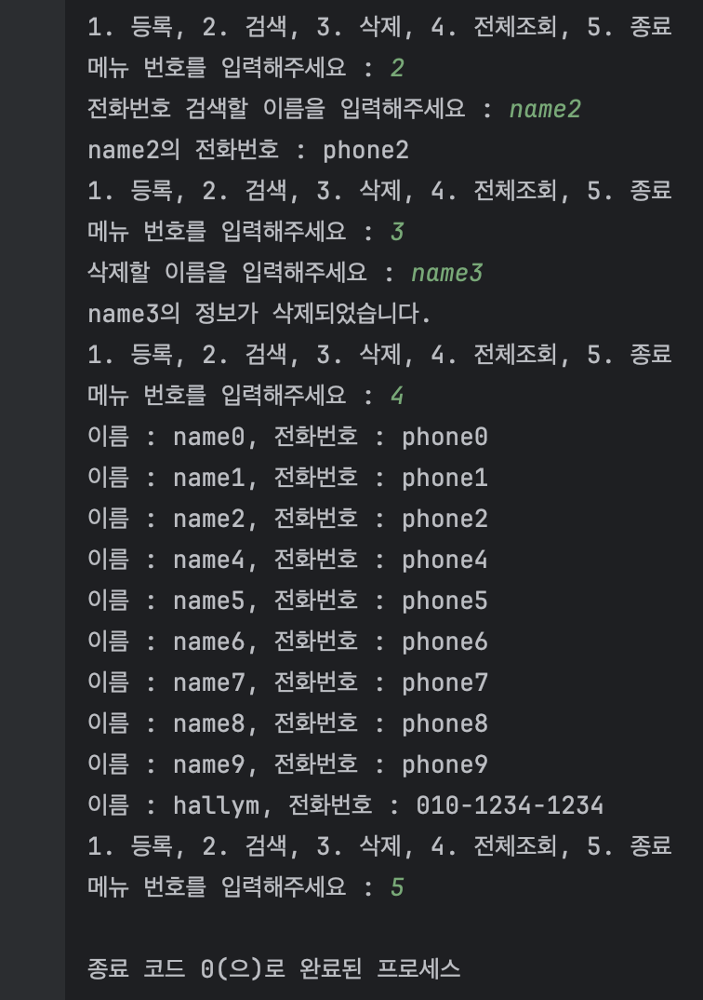 1. 등록, 2. 검색, 3. 삭제, 4. 전체조회, 5. 종료
메뉴 번호를 입력해주세요 : 2
전화번호 검색할 이름을 입력해주세요 : name2
name2의 전화번호 : phone2
1. 등록, 2. 검색, 3. 삭제, 4. 전체조회, 5. 종료
메뉴 번호를 입력해주세요 : 3
삭제할 이름을 입력해주세요 : name3
name3의 정보가 삭제되었습니다.
1. 등록, 2. 검색, 3. 삭제, 4. 전체조회, 5. 종료
메뉴 번호를 입력해주세요 : 4
이름 : name0, 전화번호 : phone0
이름 : name1, 전화번호 : phone1
이름 : name2, 전화번호 : phone2
이름 : name4, 전화번호 : phone4
이름 : name5, 전화번호 : phone5
이름 : name6, 전화번호 : phone6
이름 : name7, 전화번호 : phone7
이름 : name8, 전화번호 : phone8
이름 : name9, 전화번호 : phone9
이름 : hallym, 전화번호 : 010-1234-1234
1. 등록, 2. 검색, 3. 삭제, 4. 전체조회, 5. 종료
메뉴 번호를 입력해주세요 : 5
종료 코드 0(으)로 완료된 프로세스